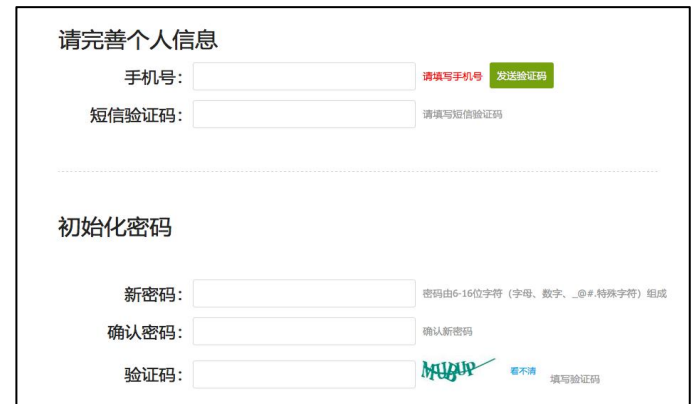 请完善个人信息
手机号： 请填写手机号 发送验证码
短信验证码： 请填写短信验证码
初始化密码
新密码： 密码由6-16位字符（字母、数字、_@#.特殊字符）组成
确认密码： 确认新密码
验证码： 看不清 填写验证码